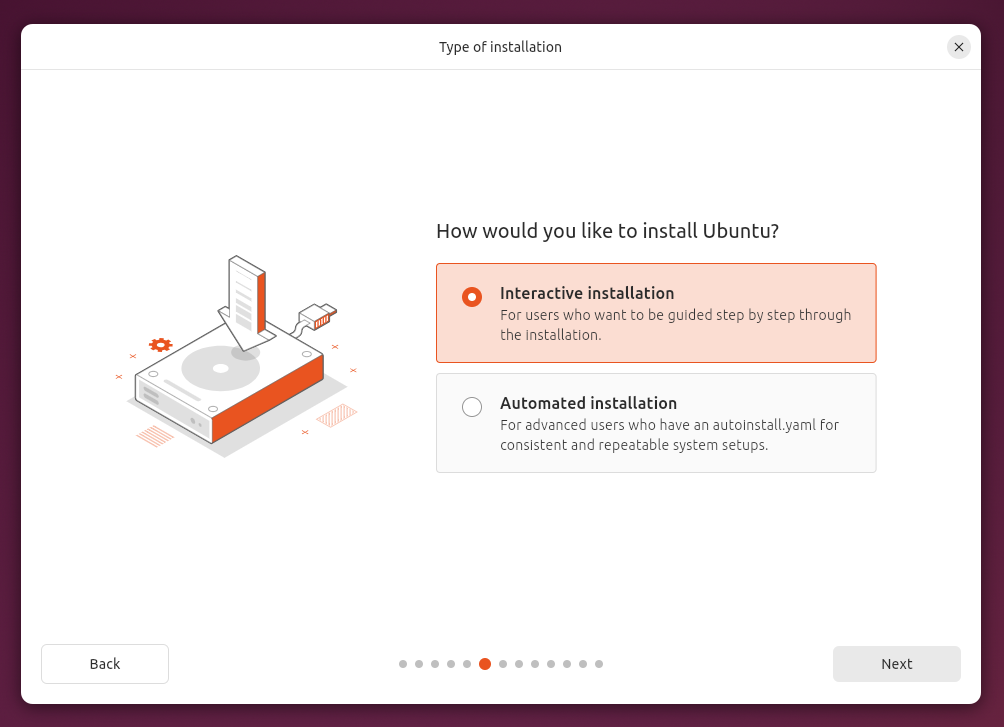 Type of installation
How would you like to install Ubuntu?
Interactive installation
For users who want to be guided step by step through
the installation.
Automated installation
For advanced users who have an autoinstall.yaml for
consistent and repeatable system setups.
Back
Next